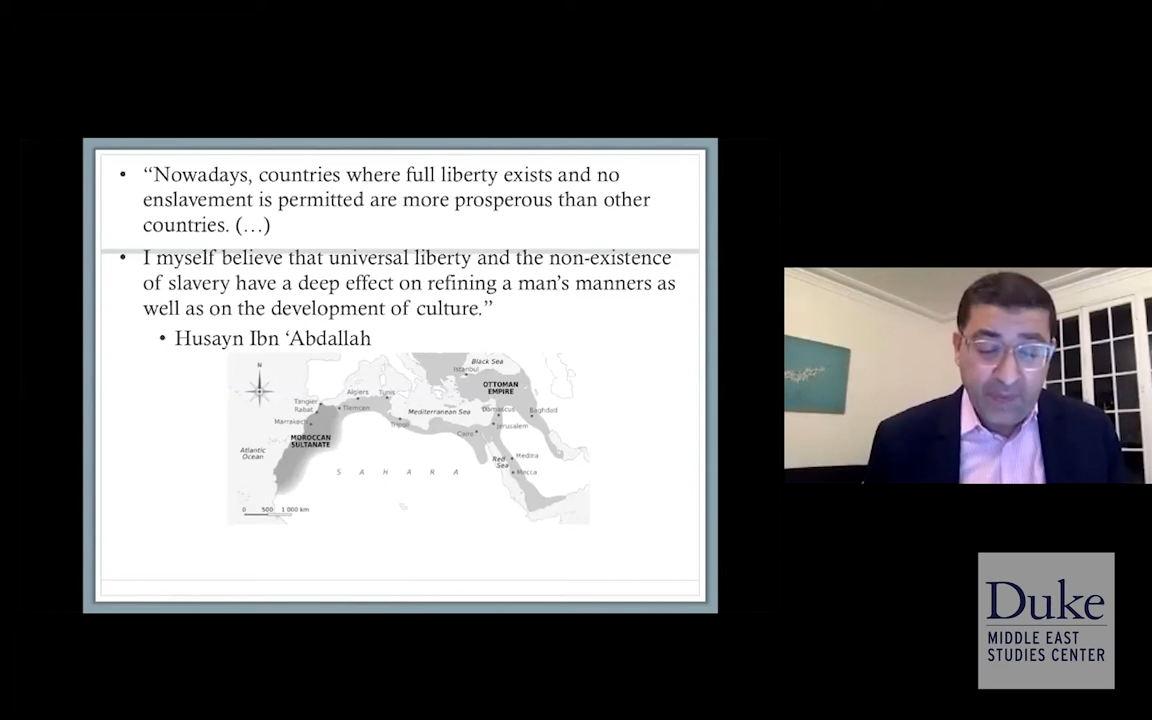 • “Nowadays, countries where full liberty exists and no
enslavement is permitted are more prosperous than other
countries. (…)
• I myself believe that universal liberty and the non-existence
of slavery have a deep effect on refining a man’s manners as
well as on the development of culture.”
• Husayn Ibn ‘Abdallah
N
Black Sea
Istanbul
OTTOMAN
EMPIRE
Algiers
Tunis
Tangier
Rabat
Tlemcen
Mediterranean Sea
Damascus
Baghdad
Marrakech
Tripoli
Jerusalem
Cairo
MOROCCAN
SULTANATE
Atlantic
Ocean
Red
Sea
Medina
Mecca
S A H A R A
0 500 1 000 km
Duke
MIDDLE EAST
STUDIES CENTER